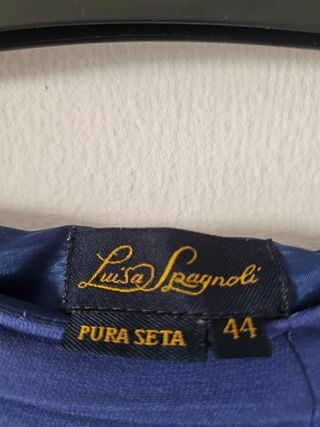 Luisa Spagnoli
PURA SETA 44